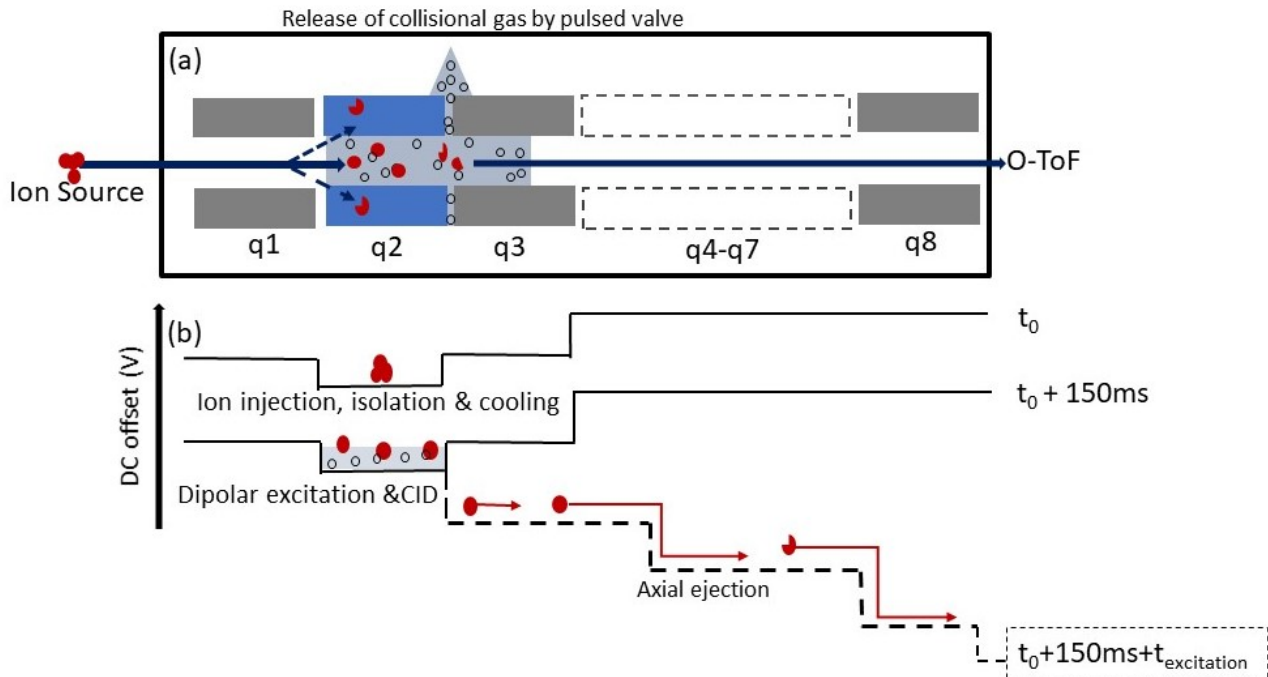 Release of collisional gas by pulsed valve
(a)
Ion Source
O-ToF
q1
q2
q3
q4-q7
q8
(b)
DC offset (V)
t₀
Ion injection, isolation & cooling
t₀ + 150ms
Dipolar excitation &CID
Axial ejection
t₀+150ms+t_excitation